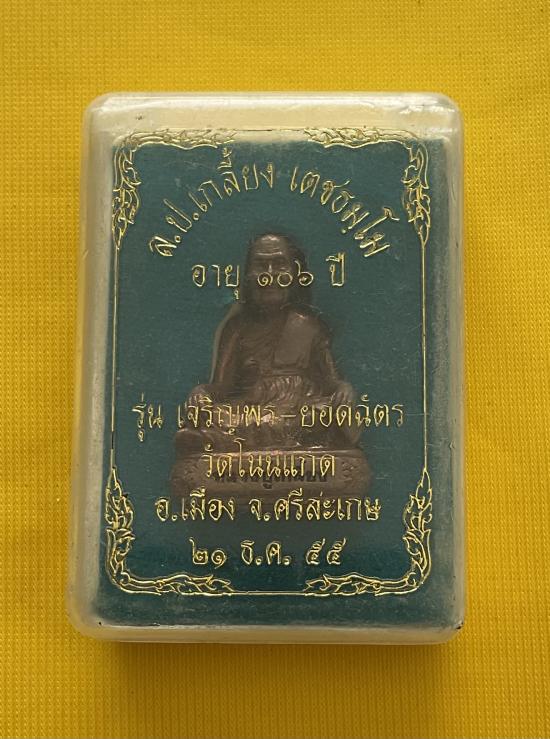 ล.ป.เกลี้ยง เตชธมฺโม
อายุ ๑๐๖ ปี
รุ่น เจริญพร-ยอดฉัตร
วัดโนนแกด
อ.เมือง จ.ศรีสะเกษ
๒๑ ธ.ค. ๕๕